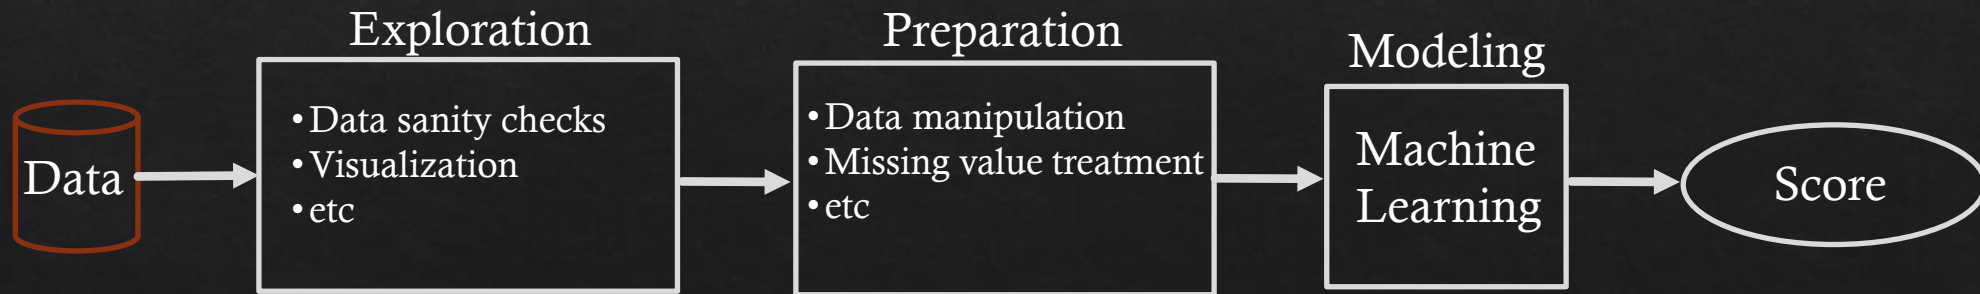 Data
Exploration
• Data sanity checks
• Visualization
• etc
Preparation
• Data manipulation
• Missing value treatment
• etc
Modeling
Machine
Learning
Score